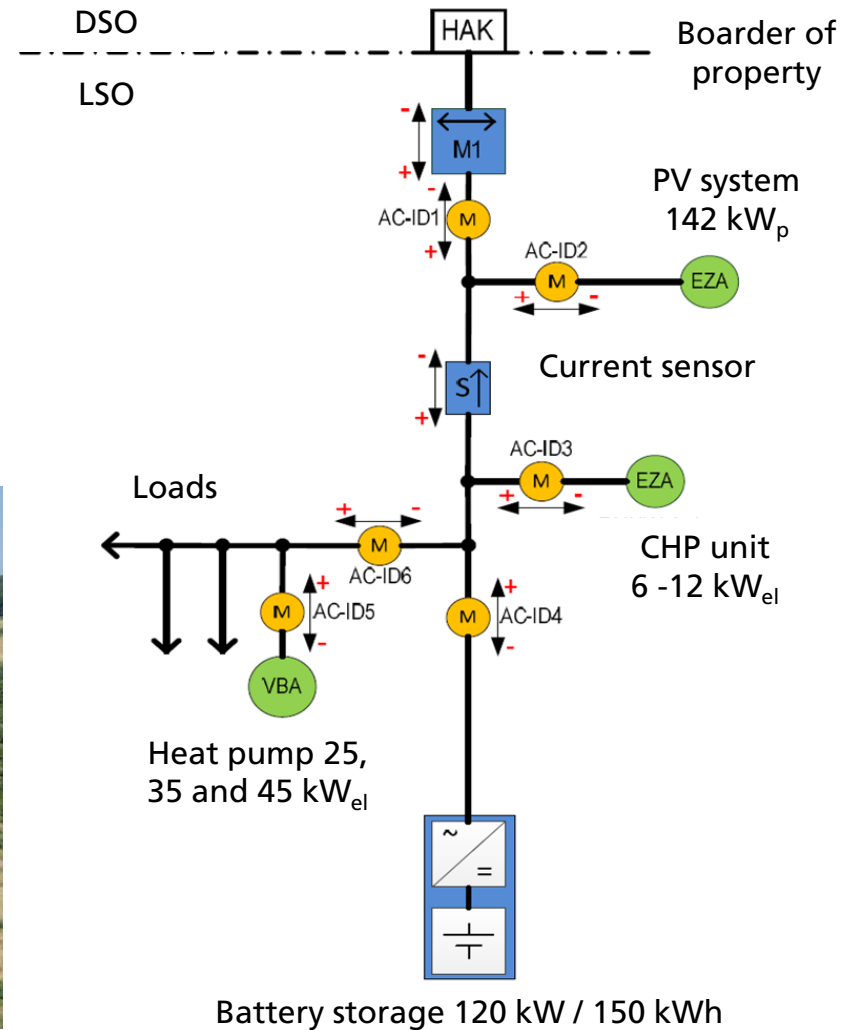 DSO
HAK
Boarder of
property
LSO
-
M1
+
PV system
142 kWp
-
AC-ID1 M
+
AC-ID2
M
EZA
+ -
-
S
+
Current sensor
AC-ID3
M
EZA
+ -
Loads
+ -
M
AC-ID6
CHP unit
6 -12 kWel
M
+
AC-ID5
-
M
+
AC-ID4
-
VBA
Heat pump 25,
35 and 45 kWel
~
=
Battery storage 120 kW / 150 kWh